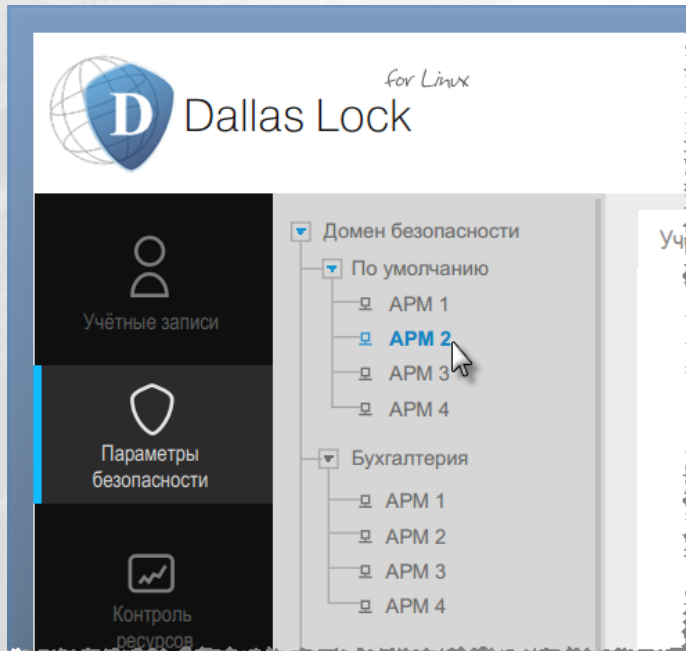 for Linux
D
Dallas Lock
Учётные записи
Параметры
безопасности
Контроль
ресурсов
Домен безопасности
По умолчанию
АРМ 1
АРМ 2
АРМ 3
АРМ 4
Бухгалтерия
АРМ 1
АРМ 2
АРМ 3
АРМ 4